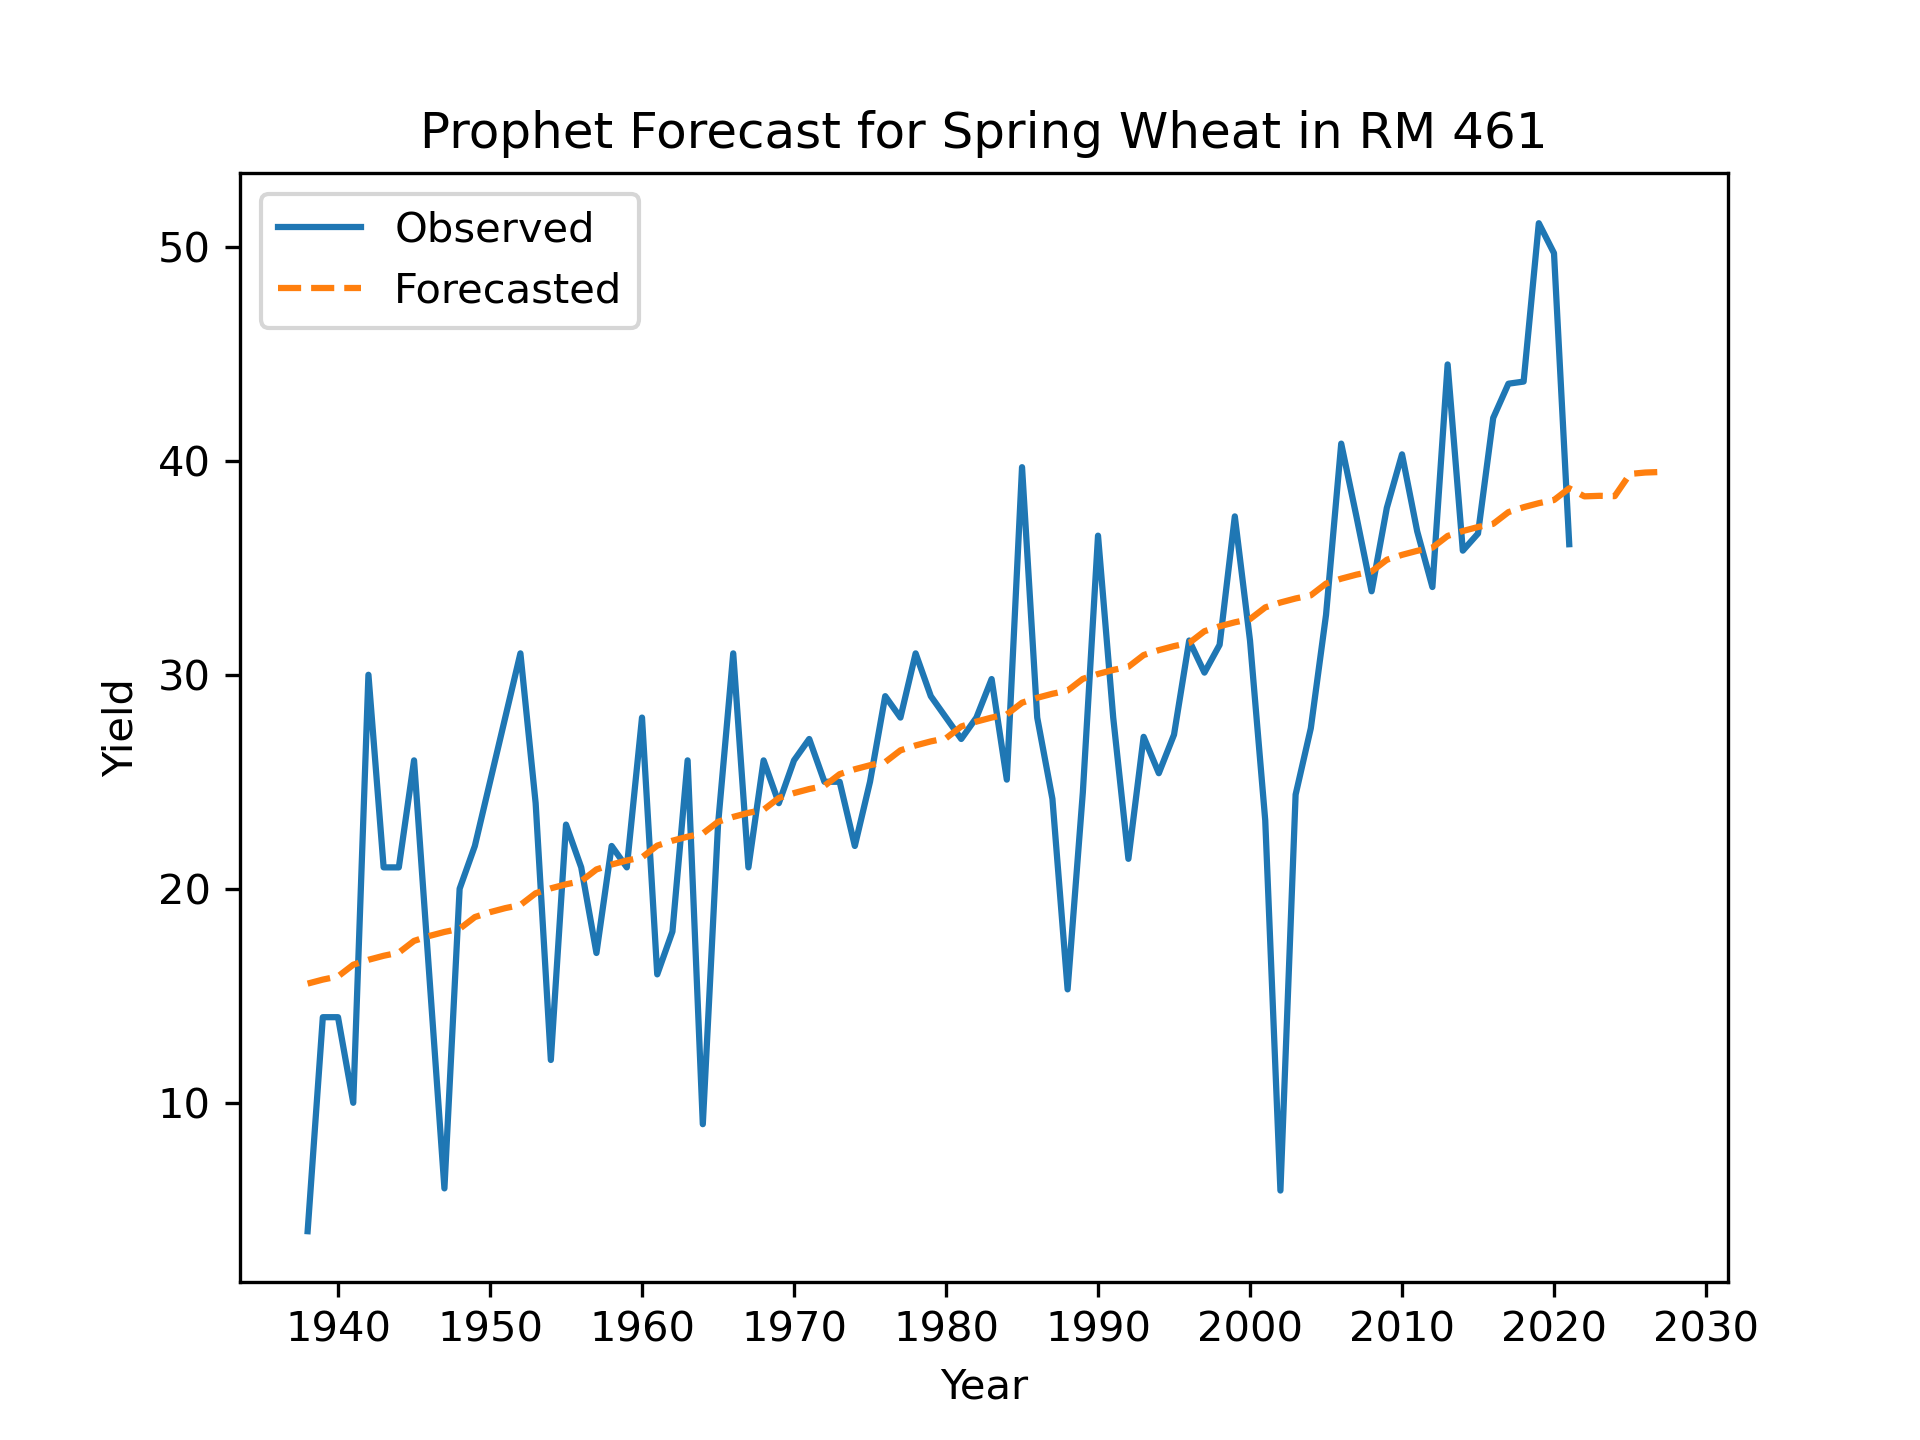 Prophet Forecast for Spring Wheat in RM 461
Observed
Forecasted
50
40
30
20
10
Yield
1940 1950 1960 1970 1980 1990 2000 2010 2020 2030
Year